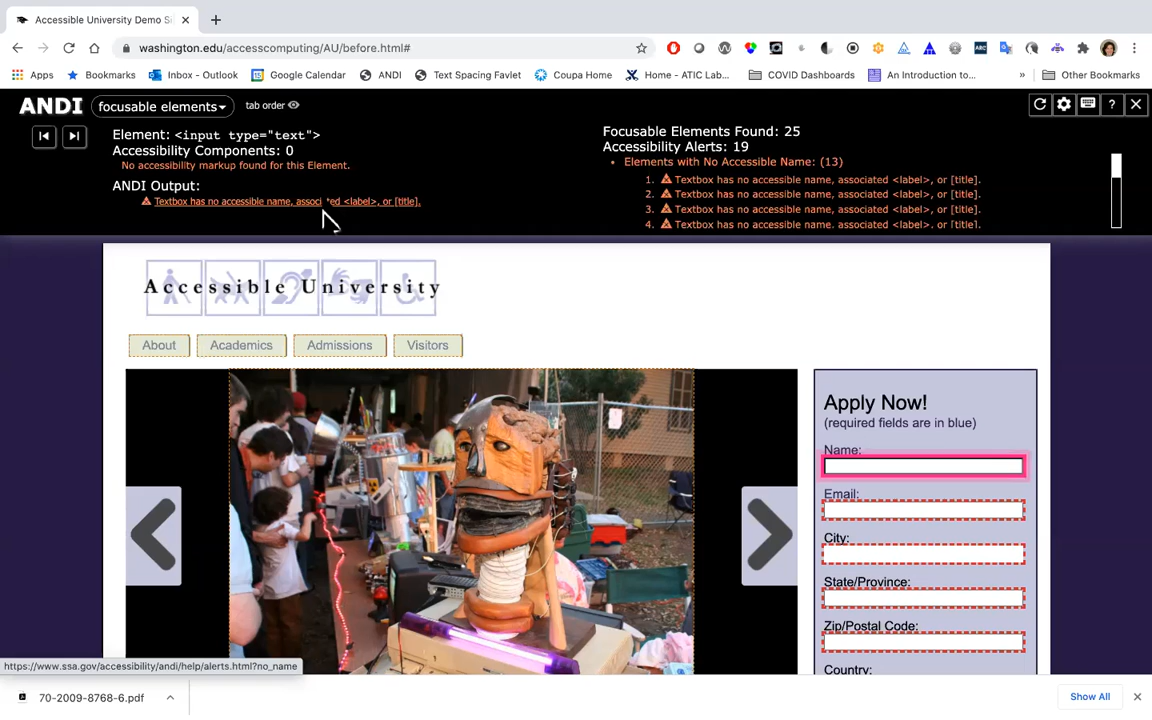 Accessible University Demo Si
washington.edu/accesscomputing/AU/before.html#
ABC
Apps
Bookmarks
Inbox - Outlook
Google Calendar
ANDI
Text Spacing Favlet
Coupa Home
Home - ATIC Lab...
COVID Dashboards
An Introduction to...
»
Other Bookmarks
ANDI
focusable elements
tab order
?
Element: <input type="text">
Accessibility Components: 0
No accessibility markup found for this Element.
ANDI Output:
Textbox has no accessible name, associated <label>, or [title].
Focusable Elements Found: 25
Accessibility Alerts: 19
• Elements with No Accessible Name: (13)
1. Textbox has no accessible name, associated <label>, or [title].
2. Textbox has no accessible name, associated <label>, or [title].
3. Textbox has no accessible name, associated <label>, or [title].
4. Textbox has no accessible name, associated <label>, or [title].
Accessible University
About
Academics
Admissions
Visitors
Apply Now!
(required fields are in blue)
Name:
Email:
City:
State/Province:
Zip/Postal Code:
Country:
https://www.ssa.gov/accessibility/andi/help/alerts.html?no_name
70-2009-8768-6.pdf
Show All